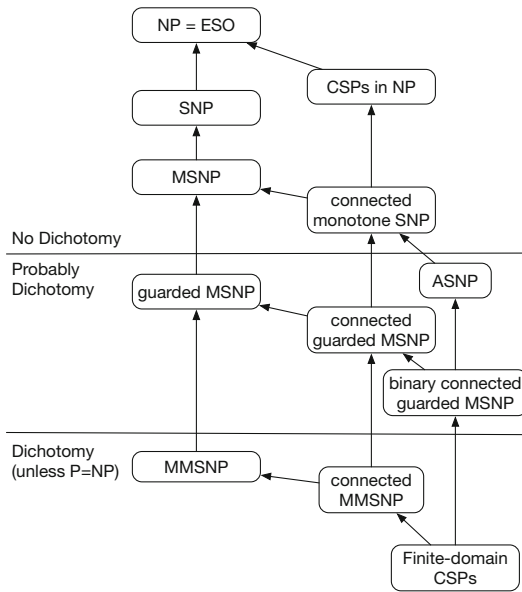 NP = ESO
CSPs in NP
SNP
MSNP
connected
monotone SNP
No Dichotomy
Probably
Dichotomy
guarded MSNP
ASNP
connected
guarded MSNP
binary connected
guarded MSNP
Dichotomy
(unless P=NP)
MMSNP
connected
MMSNP
Finite-domain
CSPs